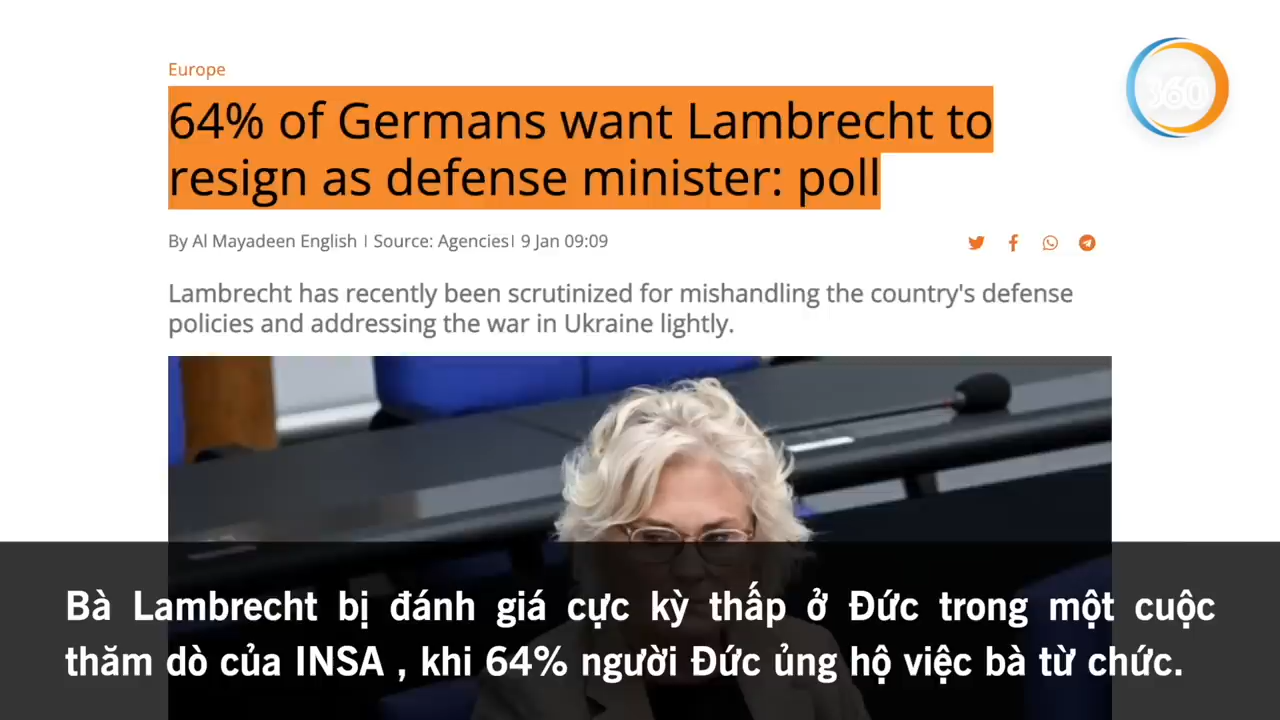 360
Europe
64% of Germans want Lambrecht to
resign as defense minister: poll
By Al Mayadeen English | Source: Agencies| 9 Jan 09:09
Lambrecht has recently been scrutinized for mishandling the country's defense
policies and addressing the war in Ukraine lightly.
Bà Lambrecht bị đánh giá cực kỳ thấp ở Đức trong một cuộc
thăm dò của INSA , khi 64% người Đức ủng hộ việc bà từ chức.